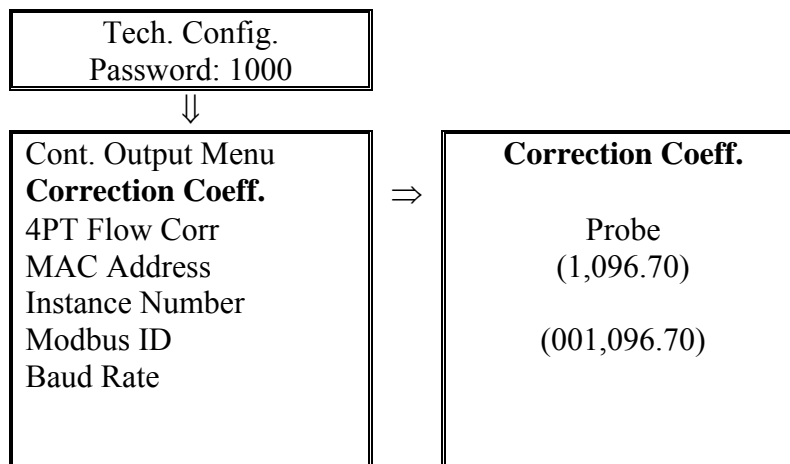 Tech. Config.
Password: 1000
⇓
Cont. Output Menu
Correction Coeff.
4PT Flow Corr
MAC Address
Instance Number
Modbus ID
Baud Rate
⇒
Correction Coeff.
Probe
(1,096.70)
(001,096.70)